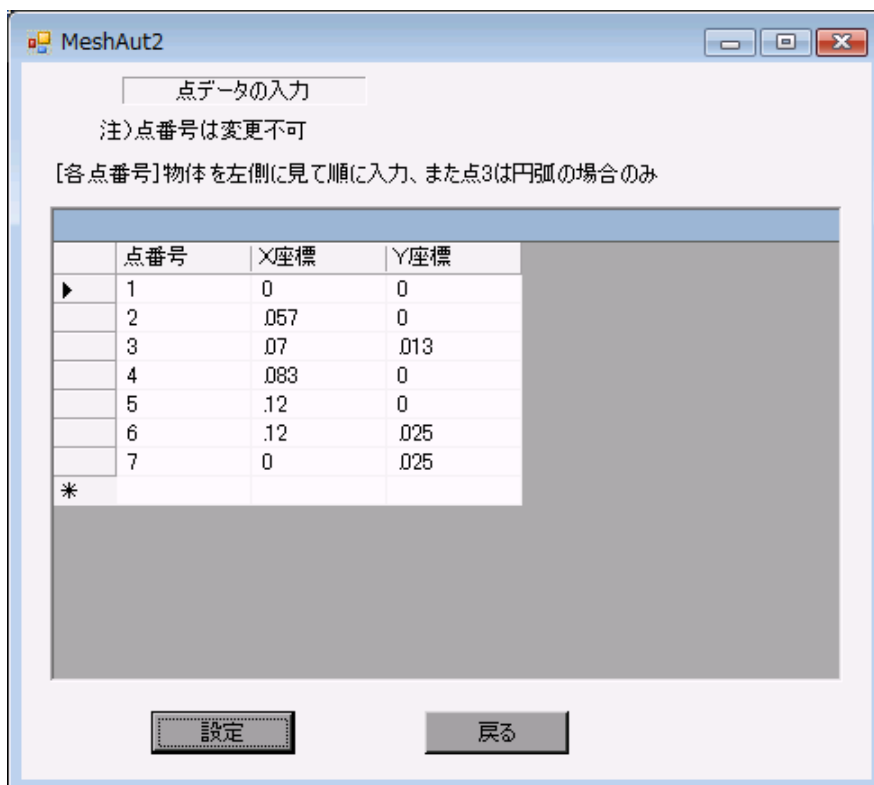 MeshAut2
点データの入力
注)点番号は変更不可
[各点番号]物体を左側に見て順に入力、また点3は円弧の場合のみ
点番号 X座標 Y座標
1 0 0
2 .057 0
3 .07 .013
4 .083 0
5 .12 0
6 .12 .025
7 0 .025
設定 戻る